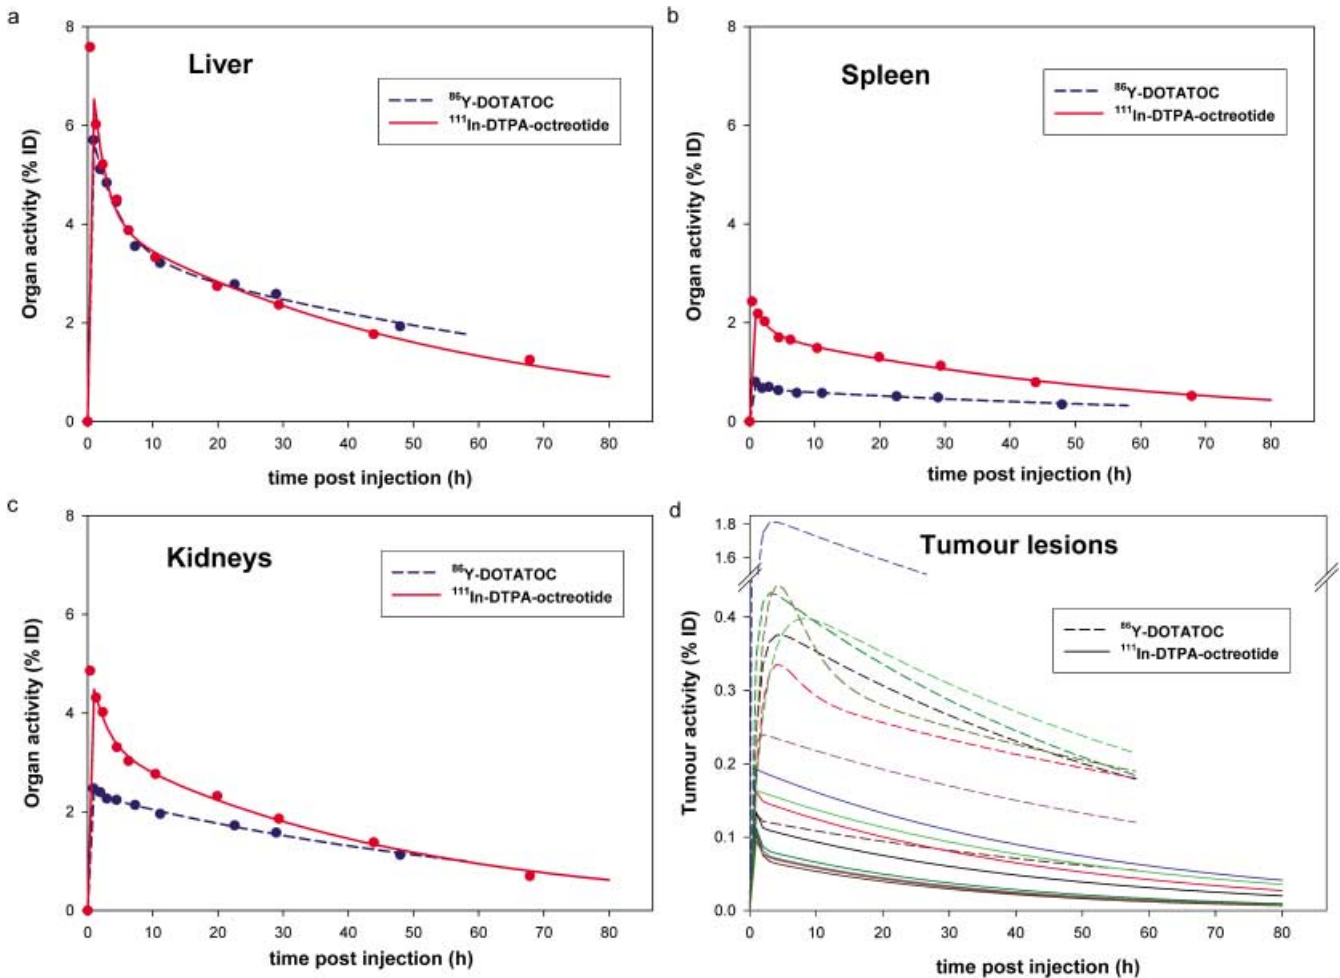 a
Liver
Organ activity (% ID)
8
6
4
2
0
⁸⁶Y-DOTATOC
¹¹¹In-DTPA-octreotide
0 10 20 30 40 50 60 70 80
time post injection (h)
b
Spleen
Organ activity (% ID)
8
6
4
2
0
⁸⁶Y-DOTATOC
¹¹¹In-DTPA-octreotide
0 10 20 30 40 50 60 70 80
time post injection (h)
c
Kidneys
Organ activity (% ID)
8
6
4
2
0
⁸⁶Y-DOTATOC
¹¹¹In-DTPA-octreotide
0 10 20 30 40 50 60 70 80
time post injection (h)
d
Tumour lesions
Tumour activity (% ID)
1.8
1.6
0.4
0.3
0.2
0.1
0.0
⁸⁶Y-DOTATOC
¹¹¹In-DTPA-octreotide
0 10 20 30 40 50 60 70 80
time post injection (h)